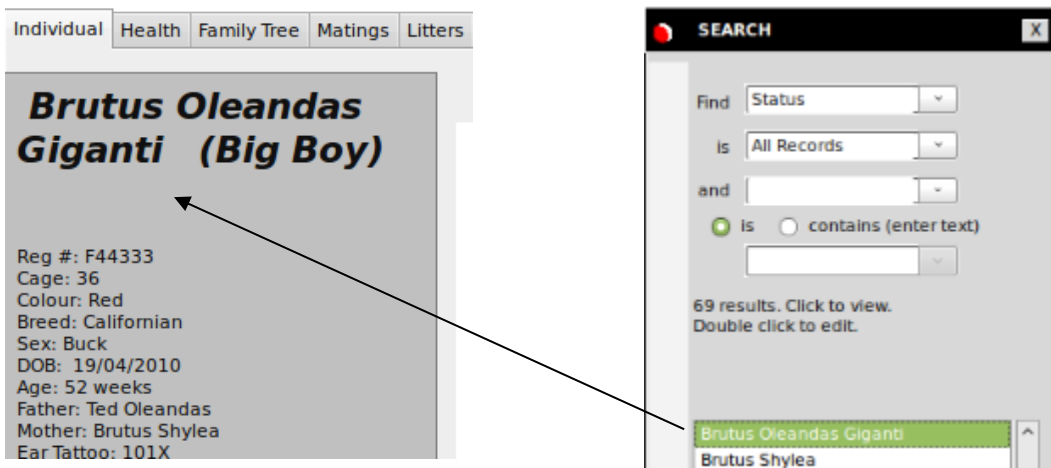 Individual Health Family Tree Matings Litters
Brutus Oleandas
Giganti (Big Boy)
Reg #: F44333
Cage: 36
Colour: Red
Breed: Californian
Sex: Buck
DOB: 19/04/2010
Age: 52 weeks
Father: Ted Oleandas
Mother: Brutus Shylea
Ear Tattoo: 101X
SEARCH X
Find Status
is All Records
and
is contains (enter text)
69 results. Click to view.
Double click to edit.
Brutus Oleandas Giganti
Brutus Shylea